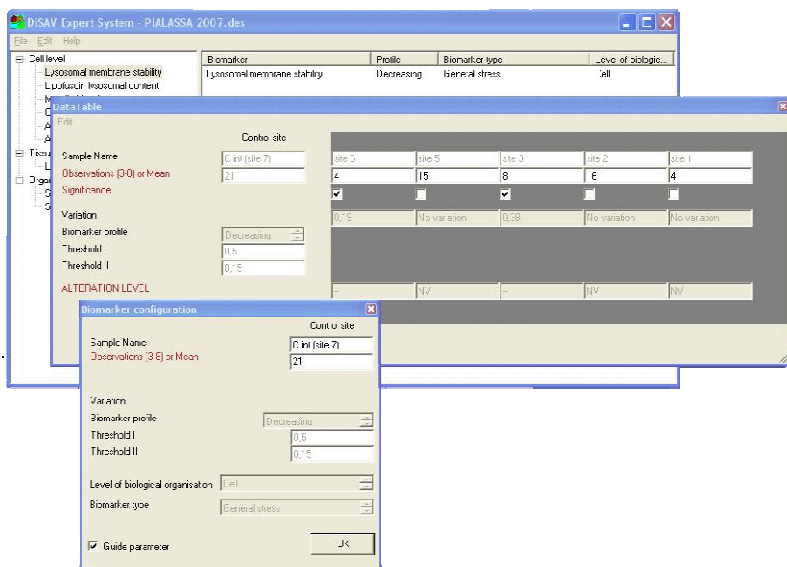 DiSAV Expert System - PIALASSA 2007.des
File Edit Help
Cell level
Lysosomal membrane stability
Lipofuscin lysosomal content
Biomarker Profile Biomarker type Level of biologic...
Lysosomal membrane stability Decreasing General stress Cell
Data Table
Edit
Control site
Sample Name C int (site 7) site 5 site 3 site 2 site 1
Observations (3-8) or Mean 21 4 15 8 4
Significance
Variation 0,19 No variation 0,38 No variation No variation
Biomarker profile Decreasing
Threshold I 0,5
Threshold II 0,15
ALTERATION LEVEL -- NV -- NV NV
Biomarker configuration
Control site
Sample Name C int (site 7)
Observations (3-8) or Mean 21
Variation
Biomarker profile Decreasing
Threshold I 0,5
Threshold II 0,15
Level of biological organisation Cell
Biomarker type General stress
Guide parameter OK